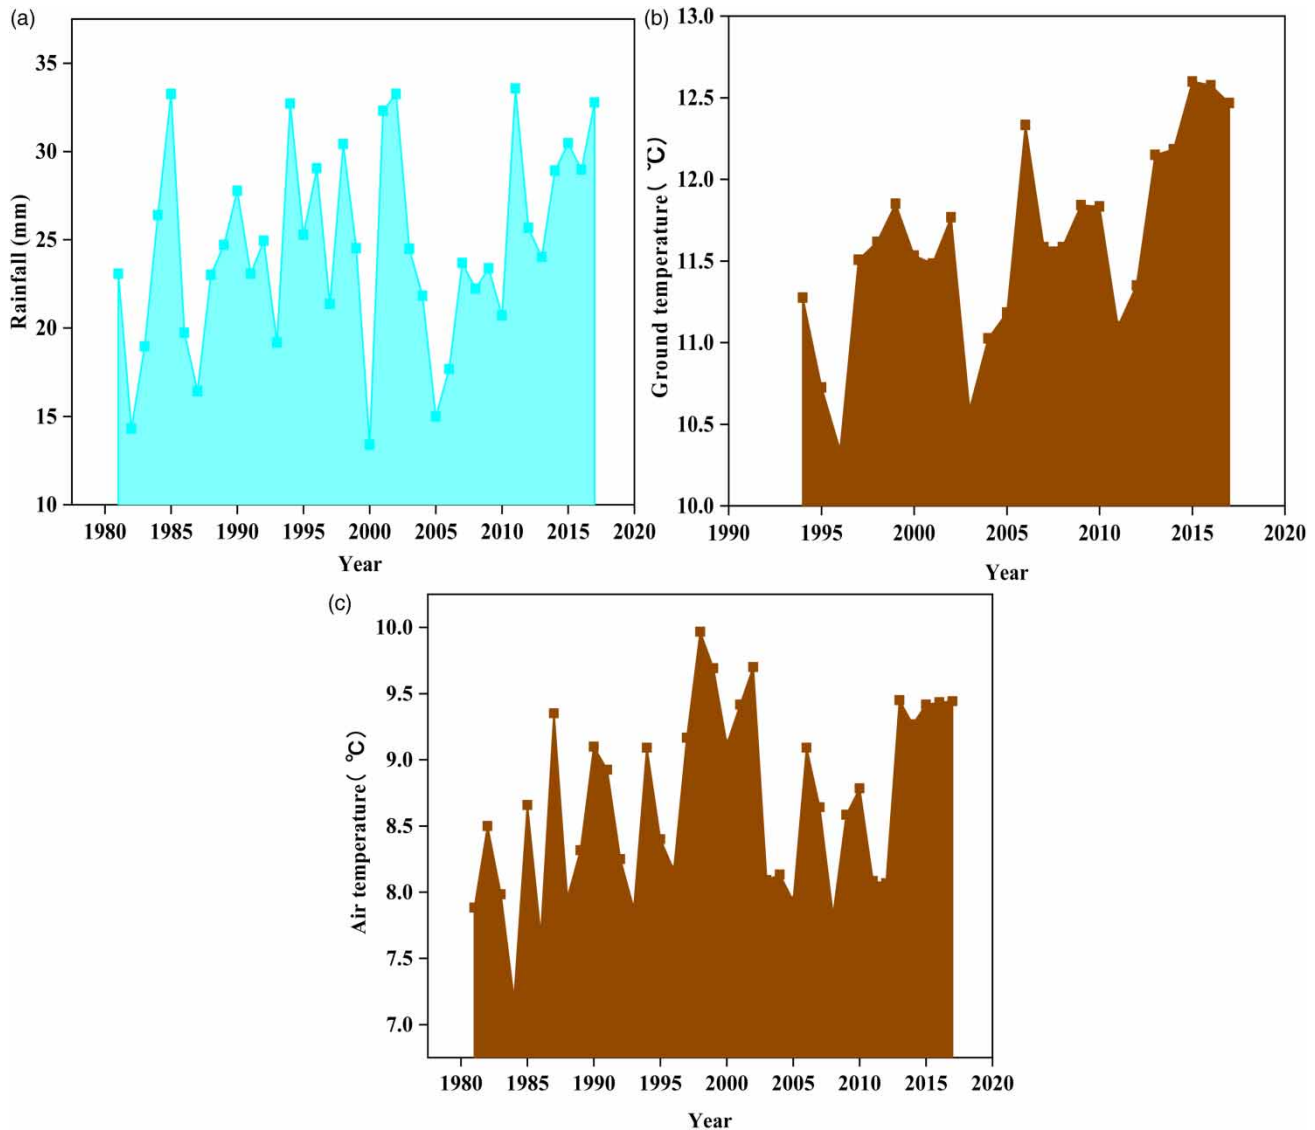 (a)
Rainfall (mm)
35
30
25
20
15
10
1980 1985 1990 1995 2000 2005 2010 2015 2020
Year
(b)
Ground temperature( ℃)
13.0
12.5
12.0
11.5
11.0
10.5
10.0
1990 1995 2000 2005 2010 2015 2020
Year
(c)
Air temperature( ℃)
10.0
9.5
9.0
8.5
8.0
7.5
7.0
1980 1985 1990 1995 2000 2005 2010 2015 2020
Year